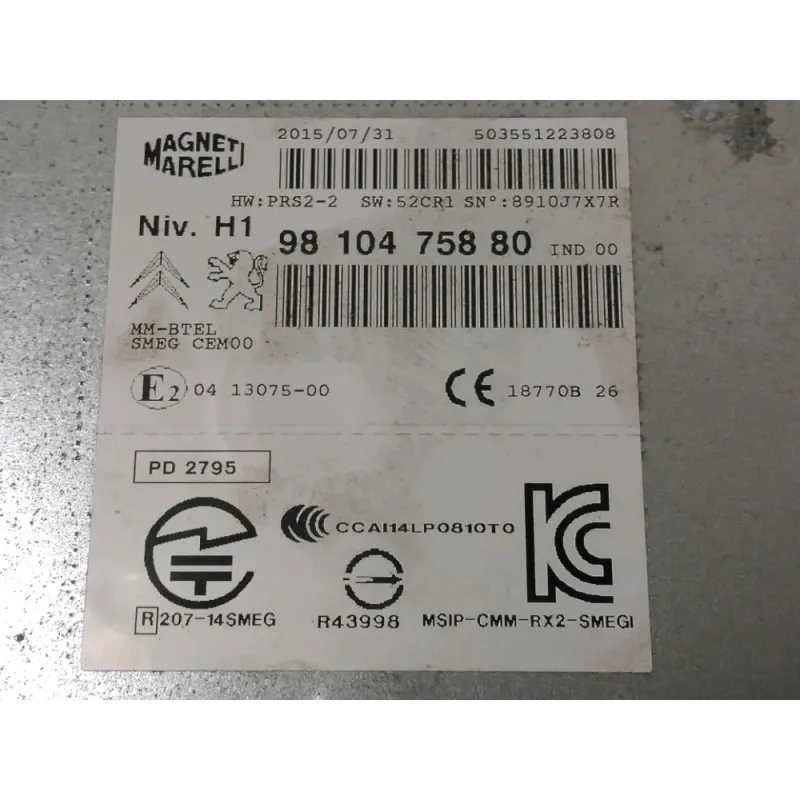 MAGNETI
MARELLI
2015/07/31 503551223808
HW:PRS2-2 SW:52CR1 SN°:8910J7X7R
Niv. H1
98 104 758 80 IND 00
MM-BTEL
SMEG CEM00
E2 04 13075-00
CE 18770B 26
PD 2795
CCAI14LP0810T0
R 207-14SMEG
R43998
MSIP-CMM-RX2-SMEGI